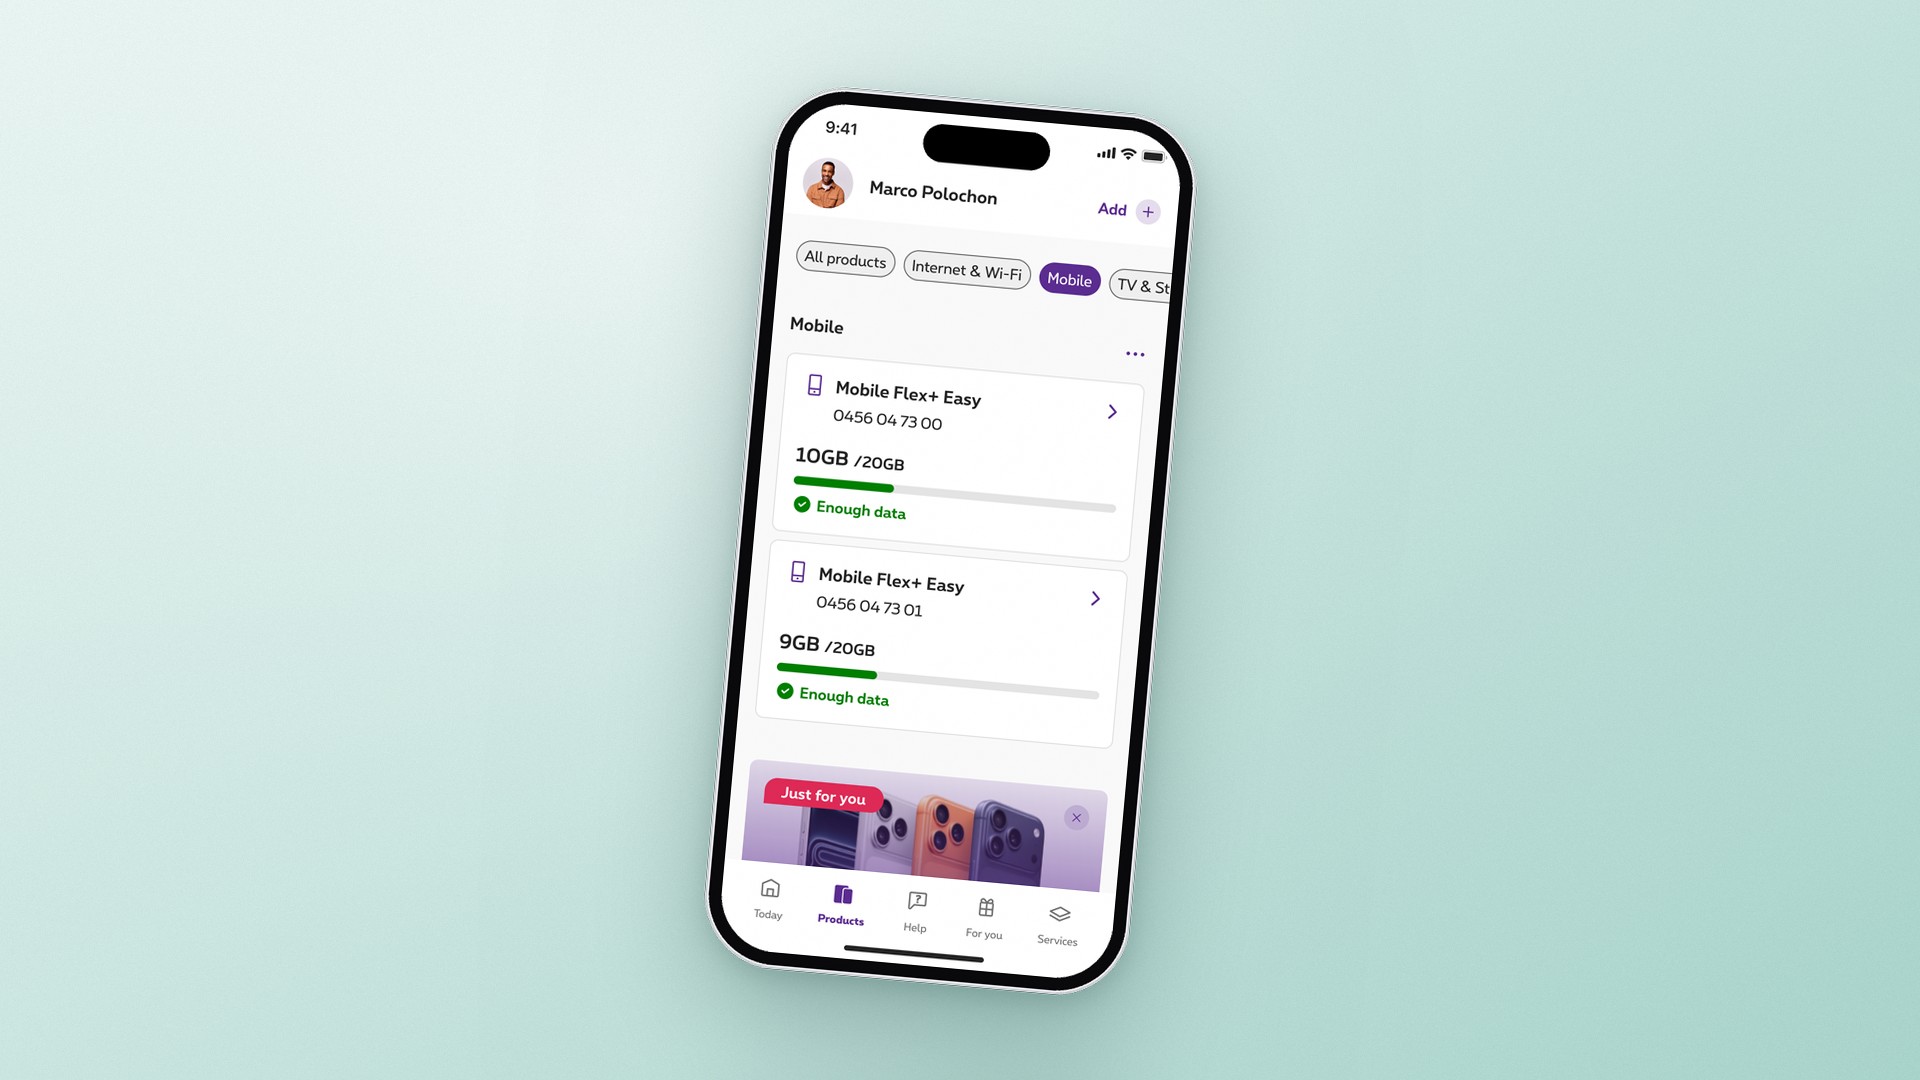 9:41
Marco Polochon
Add
All products
Internet & Wi-Fi
Mobile
TV & St
Mobile
Mobile Flex+ Easy
0456 04 73 00
10GB /20GB
Enough data
Mobile Flex+ Easy
0456 04 73 01
9GB /20GB
Enough data
Just for you
Today
Products
Help
For you
Services